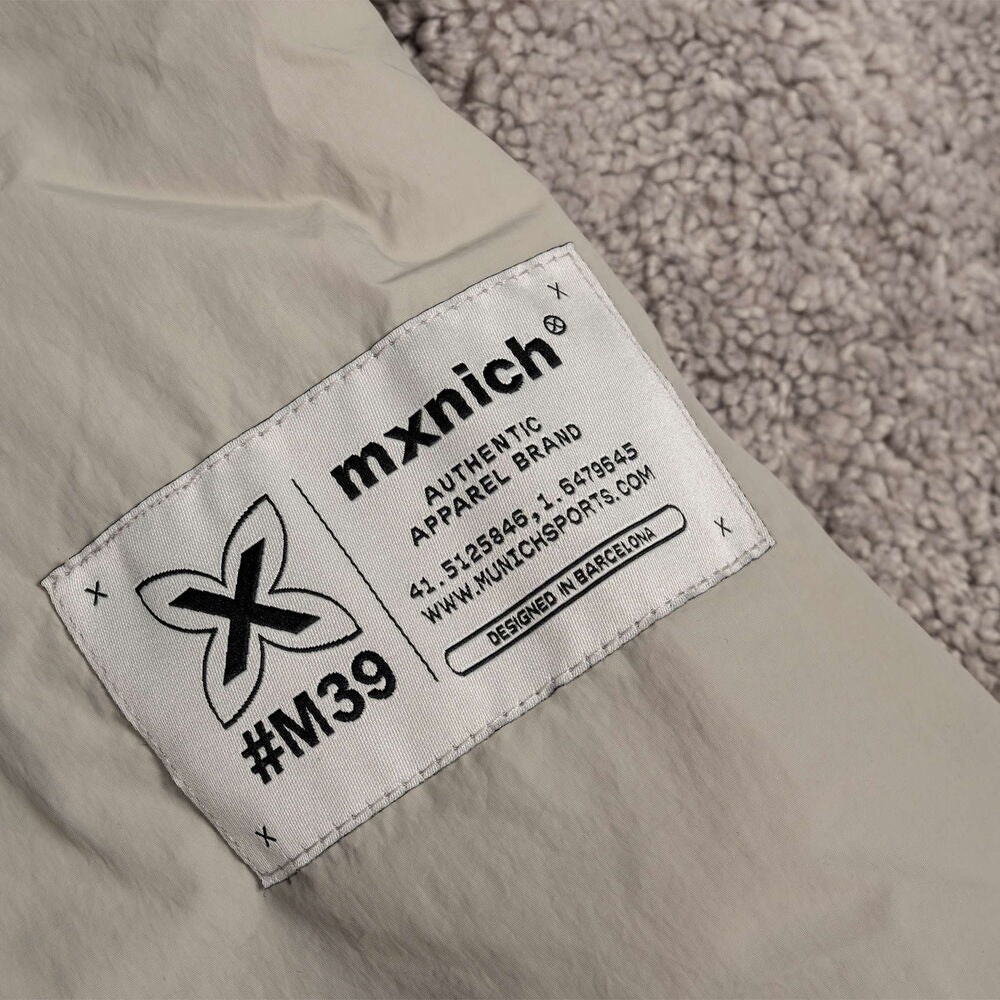 mxnich
AUTHENTIC
APPAREL BRAND
41.5125846,1.6479645
WWW.MUNICHSPORTS.COM
DESIGNED IN BARCELONA
X
#M39
X
X
X
X